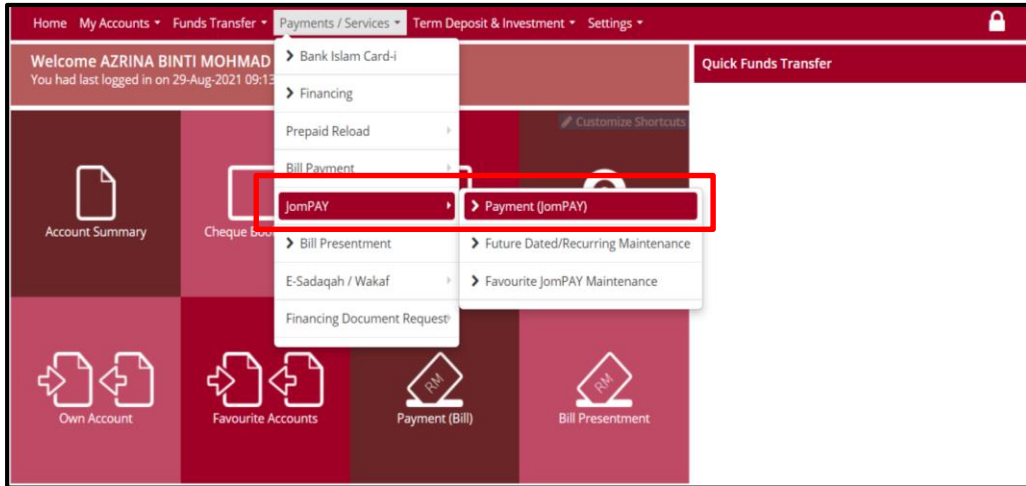 Home My Accounts Funds Transfer Payments / Services Term Deposit & Investment Settings
Welcome AZRINA BINTI MOHMAD
You had last logged in on 29-Aug-2021 09:13
Quick Funds Transfer
Customize Shortcuts
Bank Islam Card-i
Financing
Prepaid Reload
Bill Payment
JomPAY
Bill Presentment
E-Sadaqah / Wakaf
Financing Document Request
Payment (JomPAY)
Future Dated/Recurring Maintenance
Favourite JomPAY Maintenance
Account Summary
Cheque Boo
Own Account
Favourite Accounts
RM
Payment (Bill)
RM
Bill Presentment